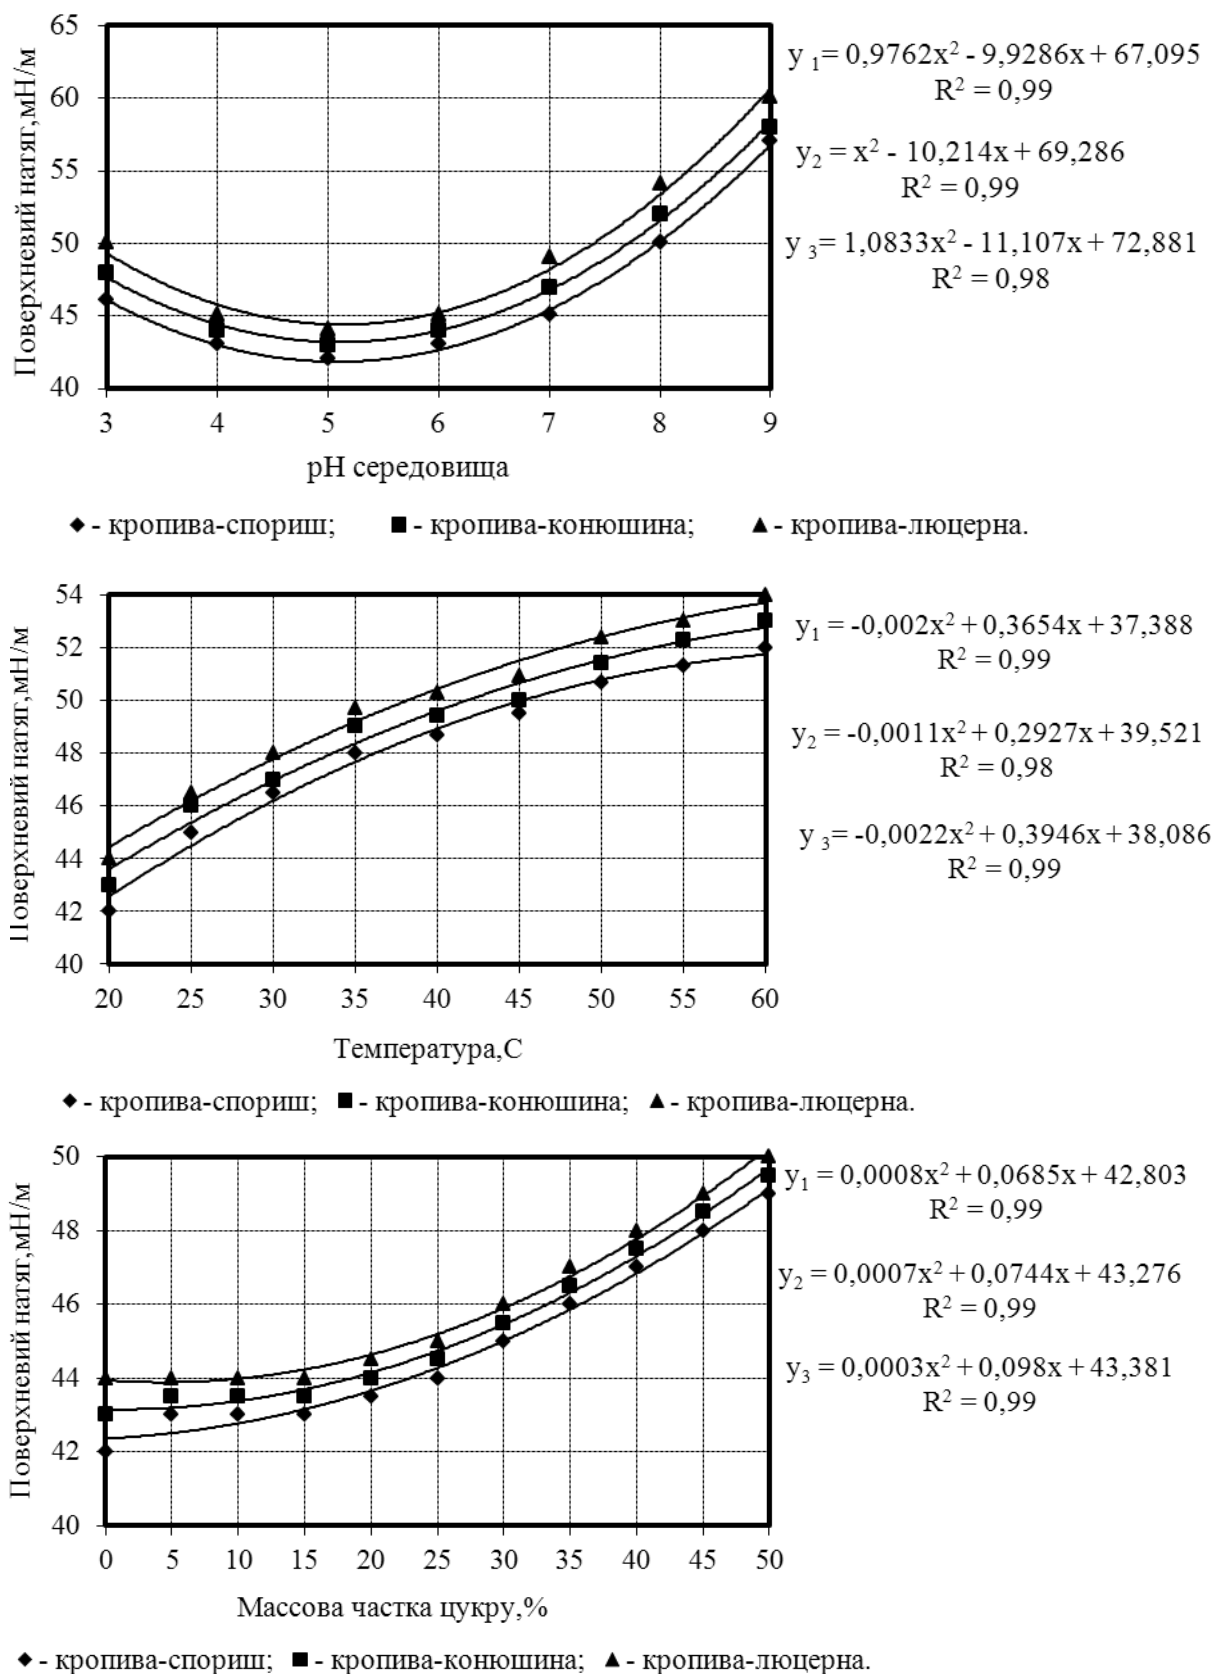 Поверхневий натяг,мН/м
65
60
55
50
45
40
3 4 5 6 7 8 9
рН середовища
y 1= 0,9762x² - 9,9286x + 67,095
R² = 0,99
y₂ = x² - 10,214x + 69,286
R² = 0,99
y 3= 1,0833x² - 11,107x + 72,881
R² = 0,98
♦ - кропива-спориш; ■ - кропива-конюшина; ▲ - кропива-люцерна.
Поверхневий натяг,мН/м
54
52
50
48
46
44
42
40
20 25 30 35 40 45 50 55 60
Температура,С
y₁ = -0,002x² + 0,3654x + 37,388
R² = 0,99
y₂ = -0,0011x² + 0,2927x + 39,521
R² = 0,98
y 3= -0,0022x² + 0,3946x + 38,086
R² = 0,99
♦ - кропива-спориш; ■ - кропива-конюшина; ▲ - кропива-люцерна.
Поверхневий натяг,мН/м
50
48
46
44
42
40
0 5 10 15 20 25 30 35 40 45 50
Массова частка цукру,%
y₁ = 0,0008x² + 0,0685x + 42,803
R² = 0,99
y₂ = 0,0007x² + 0,0744x + 43,276
R² = 0,99
y₃ = 0,0003x² + 0,098x + 43,381
R² = 0,99
♦ - кропива-спориш; ■ - кропива-конюшина; ▲ - кропива-люцерна.